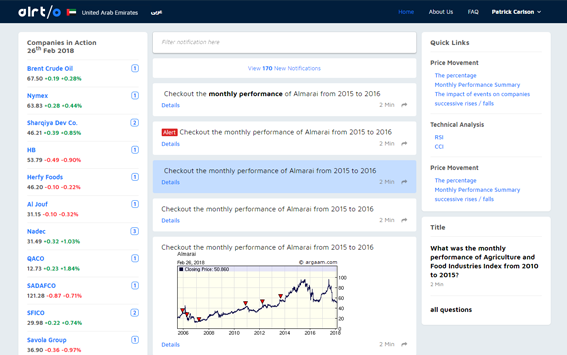 alrt/o
United Arab Emirates
عربي
Home
About Us
FAQ
Patrick Carlson
Companies in Action
26th Feb 2018
Brent Crude Oil
1
67.50 +0.19 +0.28%
Nymex
1
63.83 +0.28 +0.44%
Sharqiya Dev Co.
2
46.21 +0.39 +0.85%
HB
1
53.79 -0.49 -0.90%
Herfy Foods
1
46.20 -0.10 -0.22%
Al Jouf
1
31.15 -0.10 -0.32%
Nadec
3
31.49 +0.32 +1.03%
QACO
1
12.73 +0.23 +1.84%
SADAFCO
1
121.28 -0.87 -0.71%
SFICO
2
29.98 +0.22 +0.74%
Savola Group
1
36.90 -0.36 -0.97%
Filter notification here
View 170 New Notifications
Checkout the monthly performance of Almarai from 2015 to 2016
Details
2 Min
Alert Checkout the monthly performance of Almarai from 2015 to 2016
Details
2 Min
Checkout the monthly performance of Almarai from 2015 to 2016
Details
2 Min
Checkout the monthly performance of Almarai from 2015 to 2016
Details
2 Min
Checkout the monthly performance of Almarai from 2015 to 2016
Almarai
Feb 26, 2018
© argaam.com
Closing Price: 50.860
100
80
60
40
20
0
2006
2008
2010
2012
2014
2016
2018
Details
2 Min
Quick Links
Price Movement
The percentage
Monthly Performance Summary
The impact of events on companies
successive rises / falls
Technical Analysis
RSI
CCI
Price Movement
The percentage
Monthly Performance Summary
successive rises / falls
Title
What was the monthly
performance of Agriculture and
Food Industries Index from 2010
to 2015?
2 Min
all questions